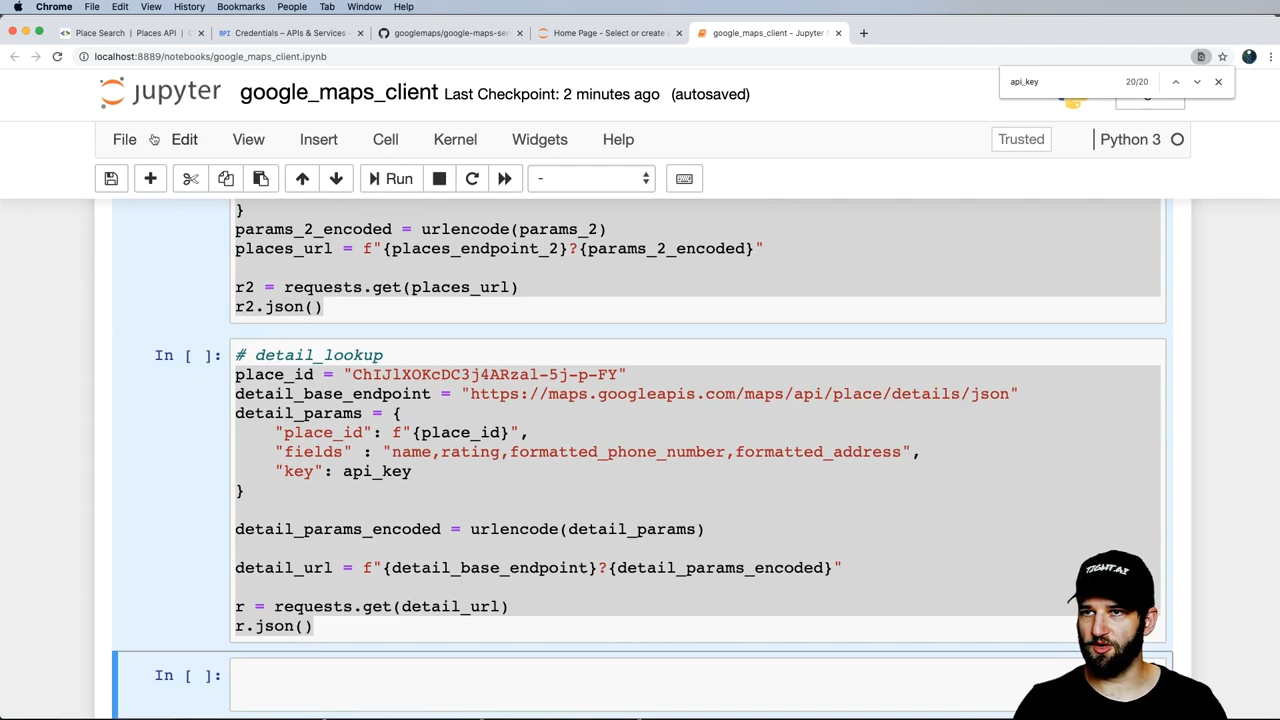 Chrome File Edit View History Bookmarks People Tab Window Help
Place Search | Places API | G
API Credentials – APIs & Services
googlemaps/google-maps-ser
Home Page - Select or create a
google_maps_client - Jupyter
localhost:8889/notebooks/google_maps_client.ipynb
api_key 20/20
jupyter google_maps_client Last Checkpoint: 2 minutes ago (autosaved)
File Edit View Insert Cell Kernel Widgets Help Trusted Python 3
Run -
}
params_2_encoded = urlencode(params_2)
places_url = f"{places_endpoint_2}?{params_2_encoded}"
r2 = requests.get(places_url)
r2.json()
In [ ]: # detail_lookup
place_id = "ChIJlXOKcDC3j4ARzal-5j-p-FY"
detail_base_endpoint = "https://maps.googleapis.com/maps/api/place/details/json"
detail_params = {
"place_id": f"{place_id}",
"fields" : "name,rating,formatted_phone_number,formatted_address",
"key": api_key
}
detail_params_encoded = urlencode(detail_params)
detail_url = f"{detail_base_endpoint}?{detail_params_encoded}"
r = requests.get(detail_url)
r.json()
In [ ]: